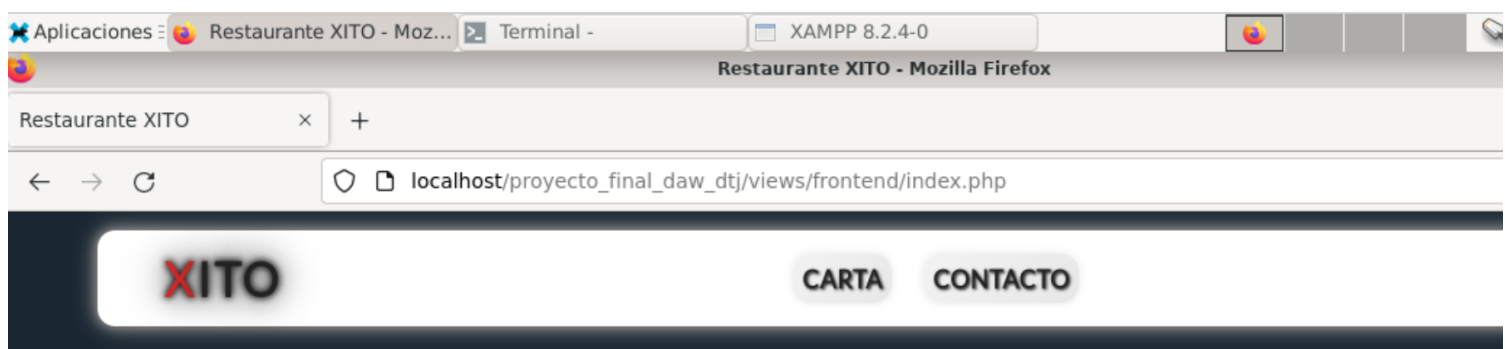 Aplicaciones Restaurante XITO - Moz... Terminal - XAMPP 8.2.4-0
Restaurante XITO - Mozilla Firefox
Restaurante XITO
localhost/proyecto_final_daw_dtj/views/frontend/index.php
XITO CARTA CONTACTO